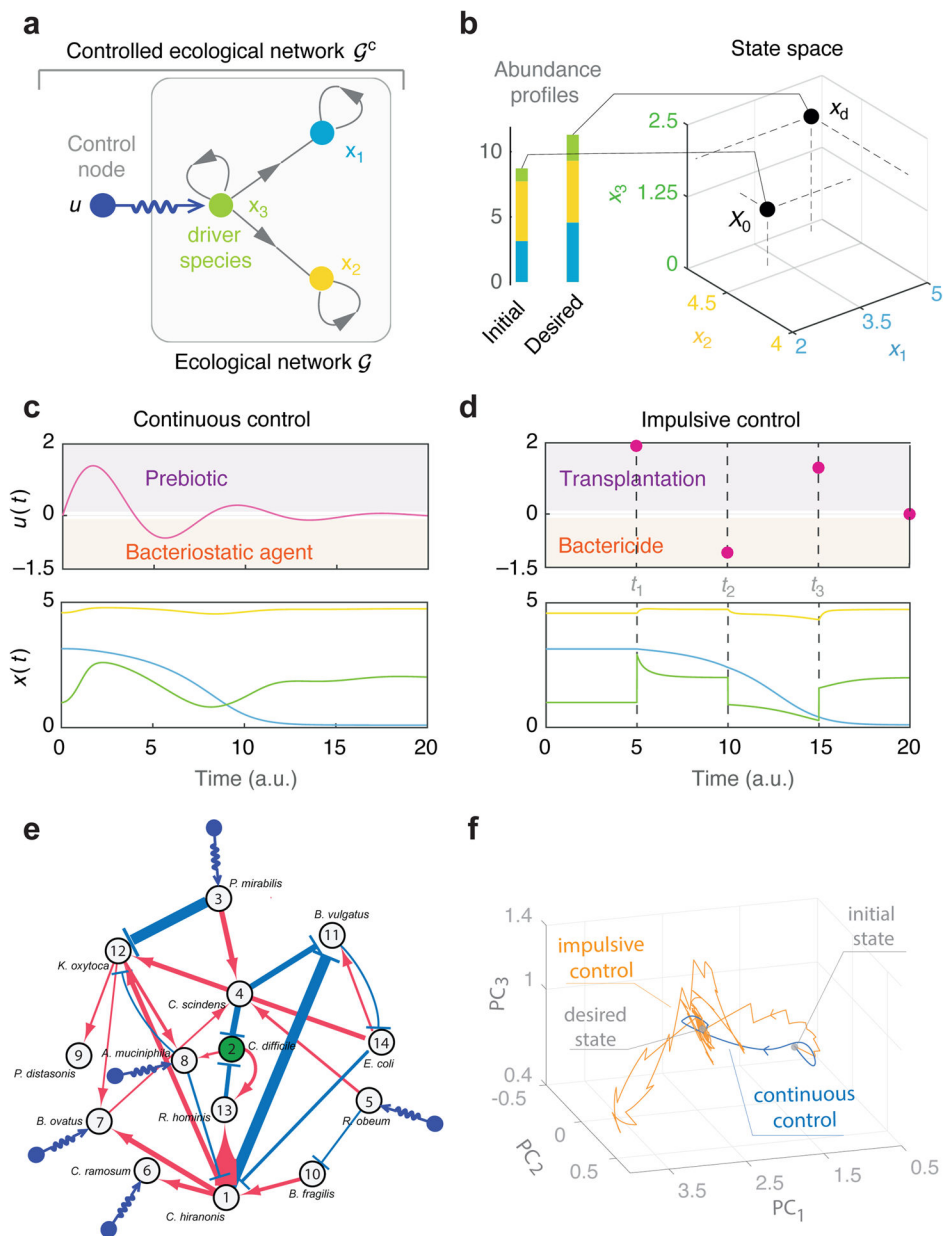 a
Controlled ecological network 𝒢ᶜ
Control
node
u
x₁
x₃
driver
species
x₂
Ecological network 𝒢
b
State space
Abundance
profiles
10
5
0
Initial
Desired
2.5
1.25
0
x₃
x_d
X₀
4.5
4
x₂
2
3.5
5
x₁
c
Continuous control
2
0
−1.5
u(t)
Prebiotic
Bacteriostatic agent
5
0
x(t)
0
5
10
15
20
Time (a.u.)
d
Impulsive control
2
0
−1.5
Transplantation
Bactericide
t₁
t₂
t₃
5
0
0
5
10
15
20
Time (a.u.)
e
P. mirabilis
3
B. vulgatus
11
12
K. oxytoca
4
C. scindens
14
E. coli
2
C. difficile
9
P. distasonis
A. muciniphila
8
R. hominis
13
5
R. obeum
B. ovatus
7
C. ramosum
6
10
B. fragilis
1
C. hiranonis
f
1.4
1
0.4
PC₃
impulsive
control
initial
state
desired
state
continuous
control
-0.5
0
0.5
PC₂
3.5
2.5
1.5
0.5
PC₁